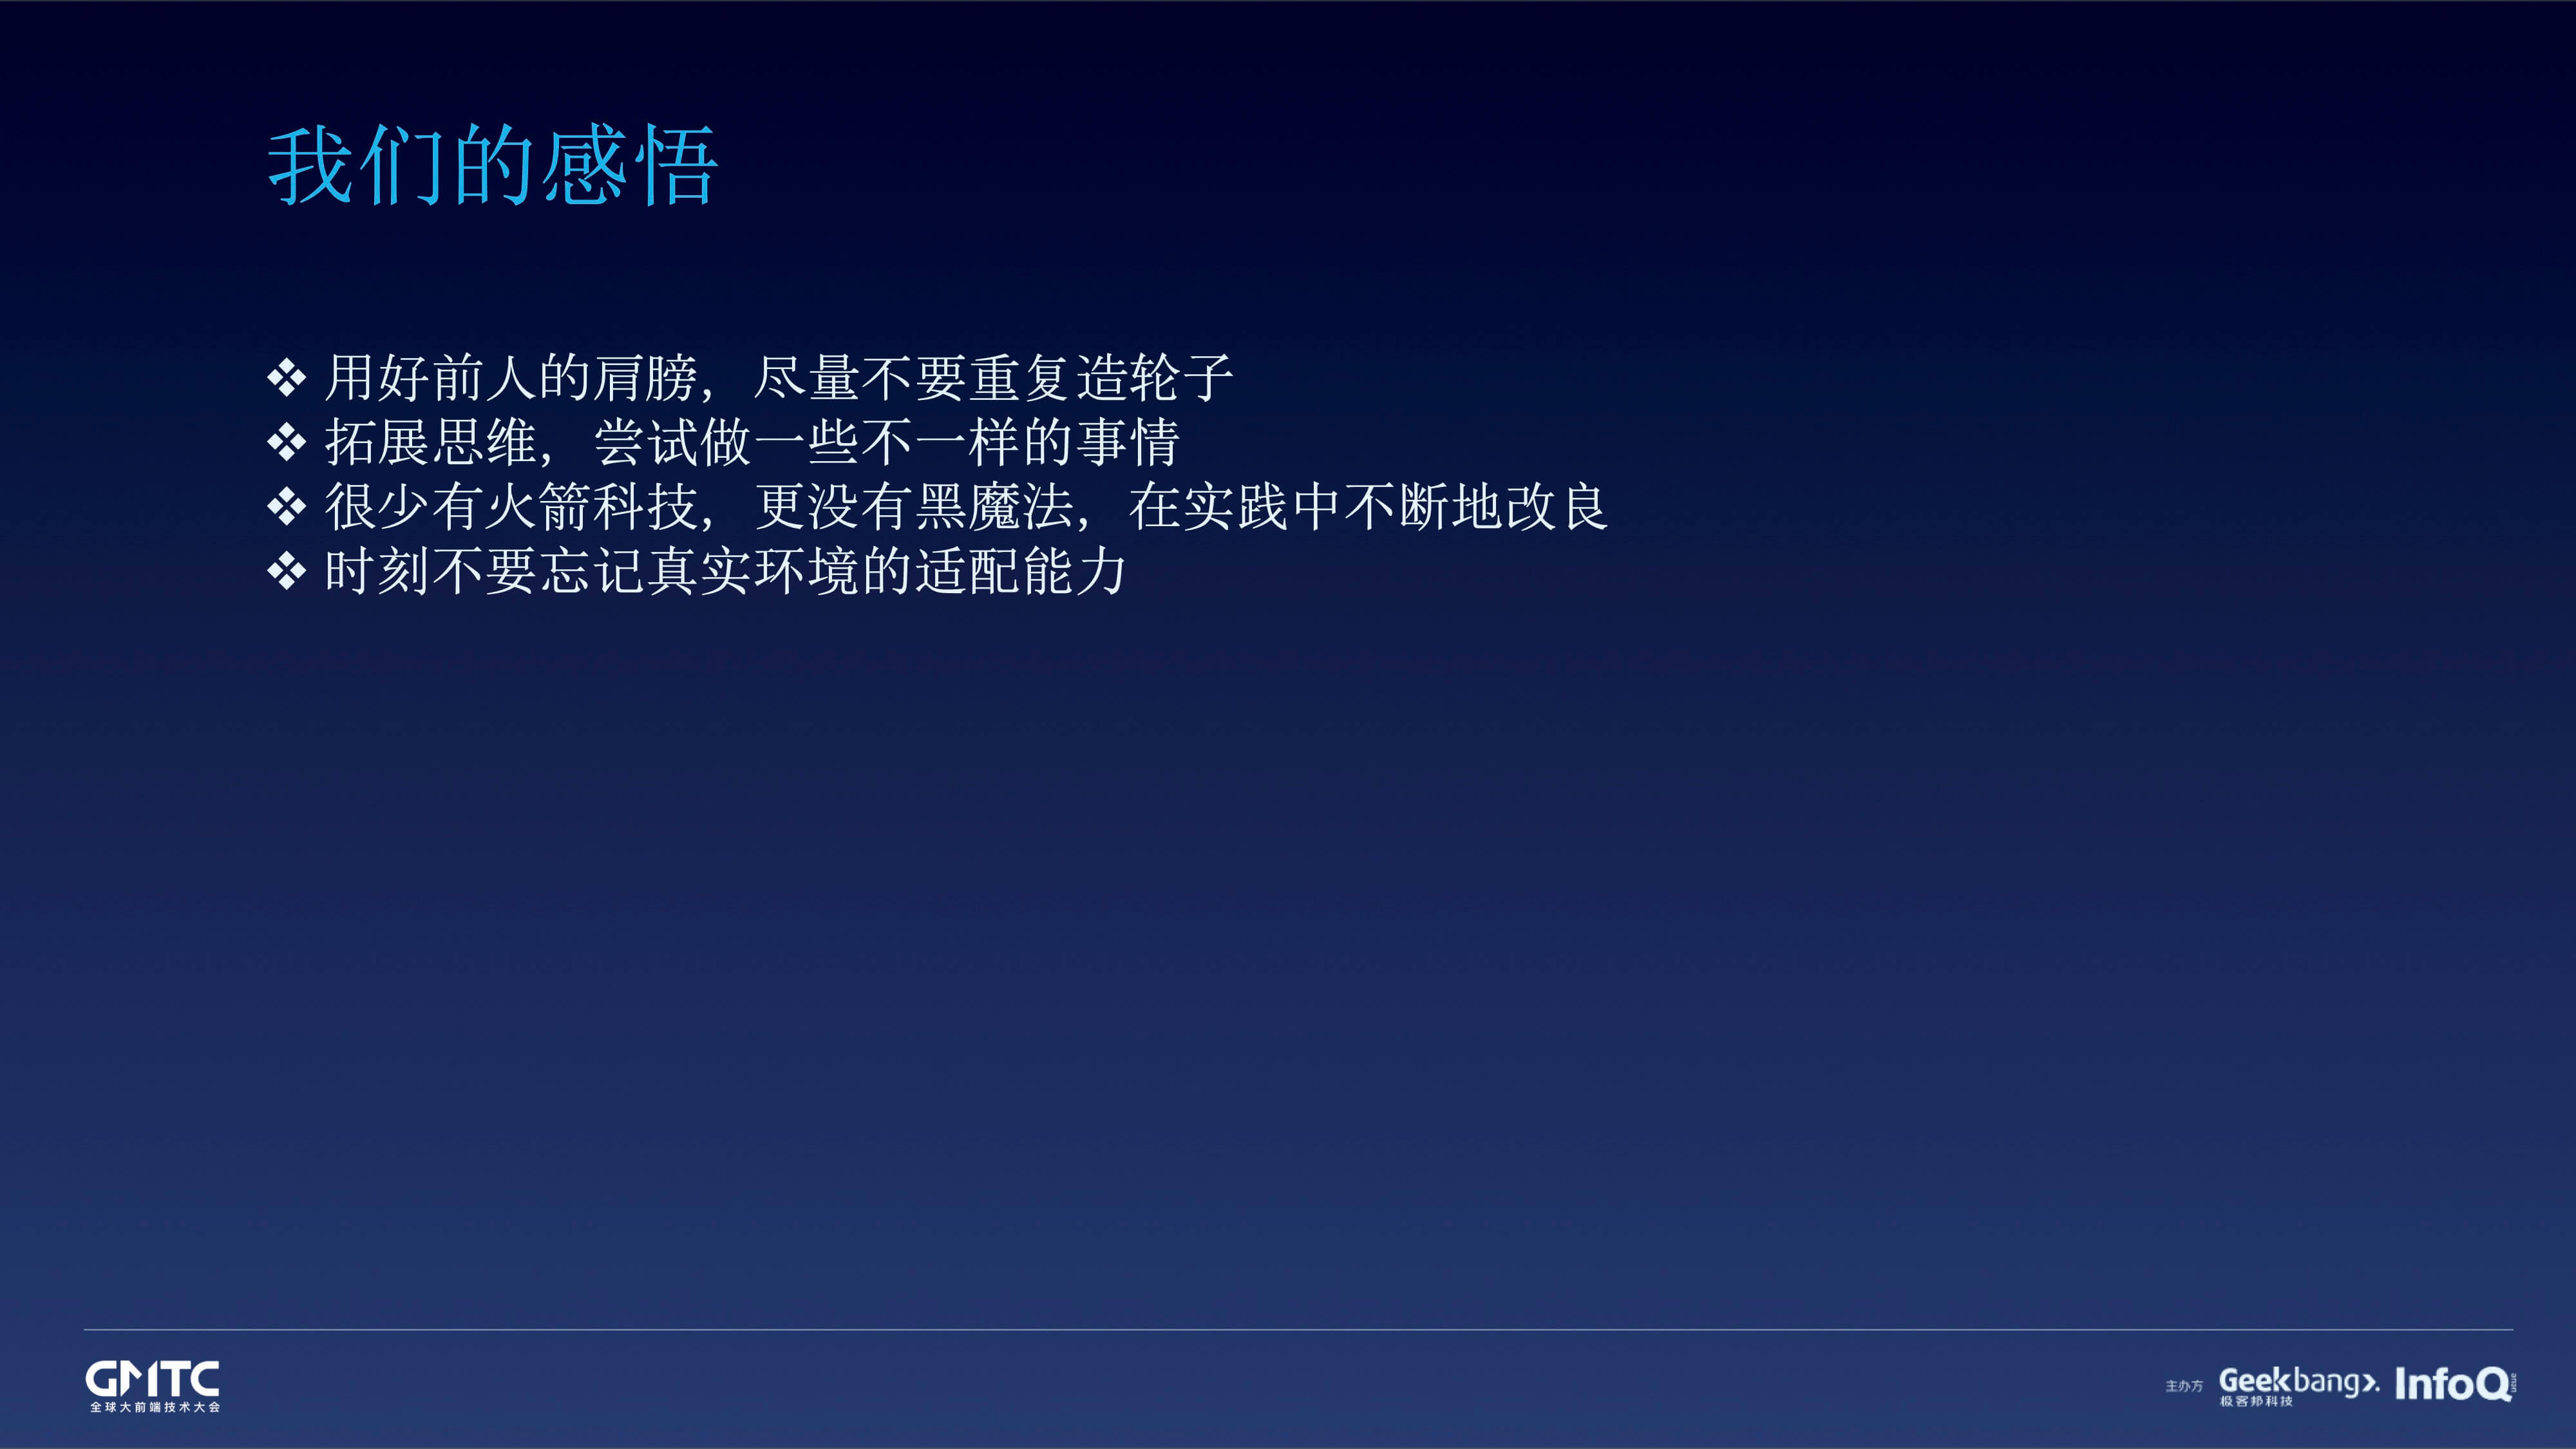 我们的感悟
❖ 用好前人的肩膀，尽量不要重复造轮子
❖ 拓展思维，尝试做一些不一样的事情
❖ 很少有火箭科技，更没有黑魔法，在实践中不断地改良
❖ 时刻不要忘记真实环境的适配能力
GMTC
全球大前端技术大会
主办方 Geekbang>. InfoQ
极客邦科技